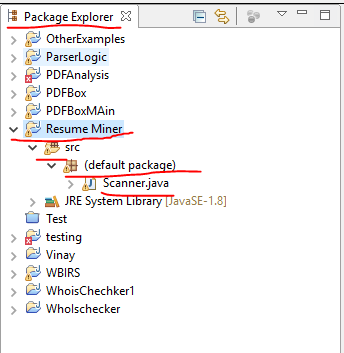 Package Explorer
OtherExamples
ParserLogic
PDFAnalysis
PDFBox
PDFBoxMAin
Resume Miner
src
(default package)
Scanner.java
JRE System Library [JavaSE-1.8]
Test
testing
Vinay
WBIRS
WhoisChechker1
WhoIschecker